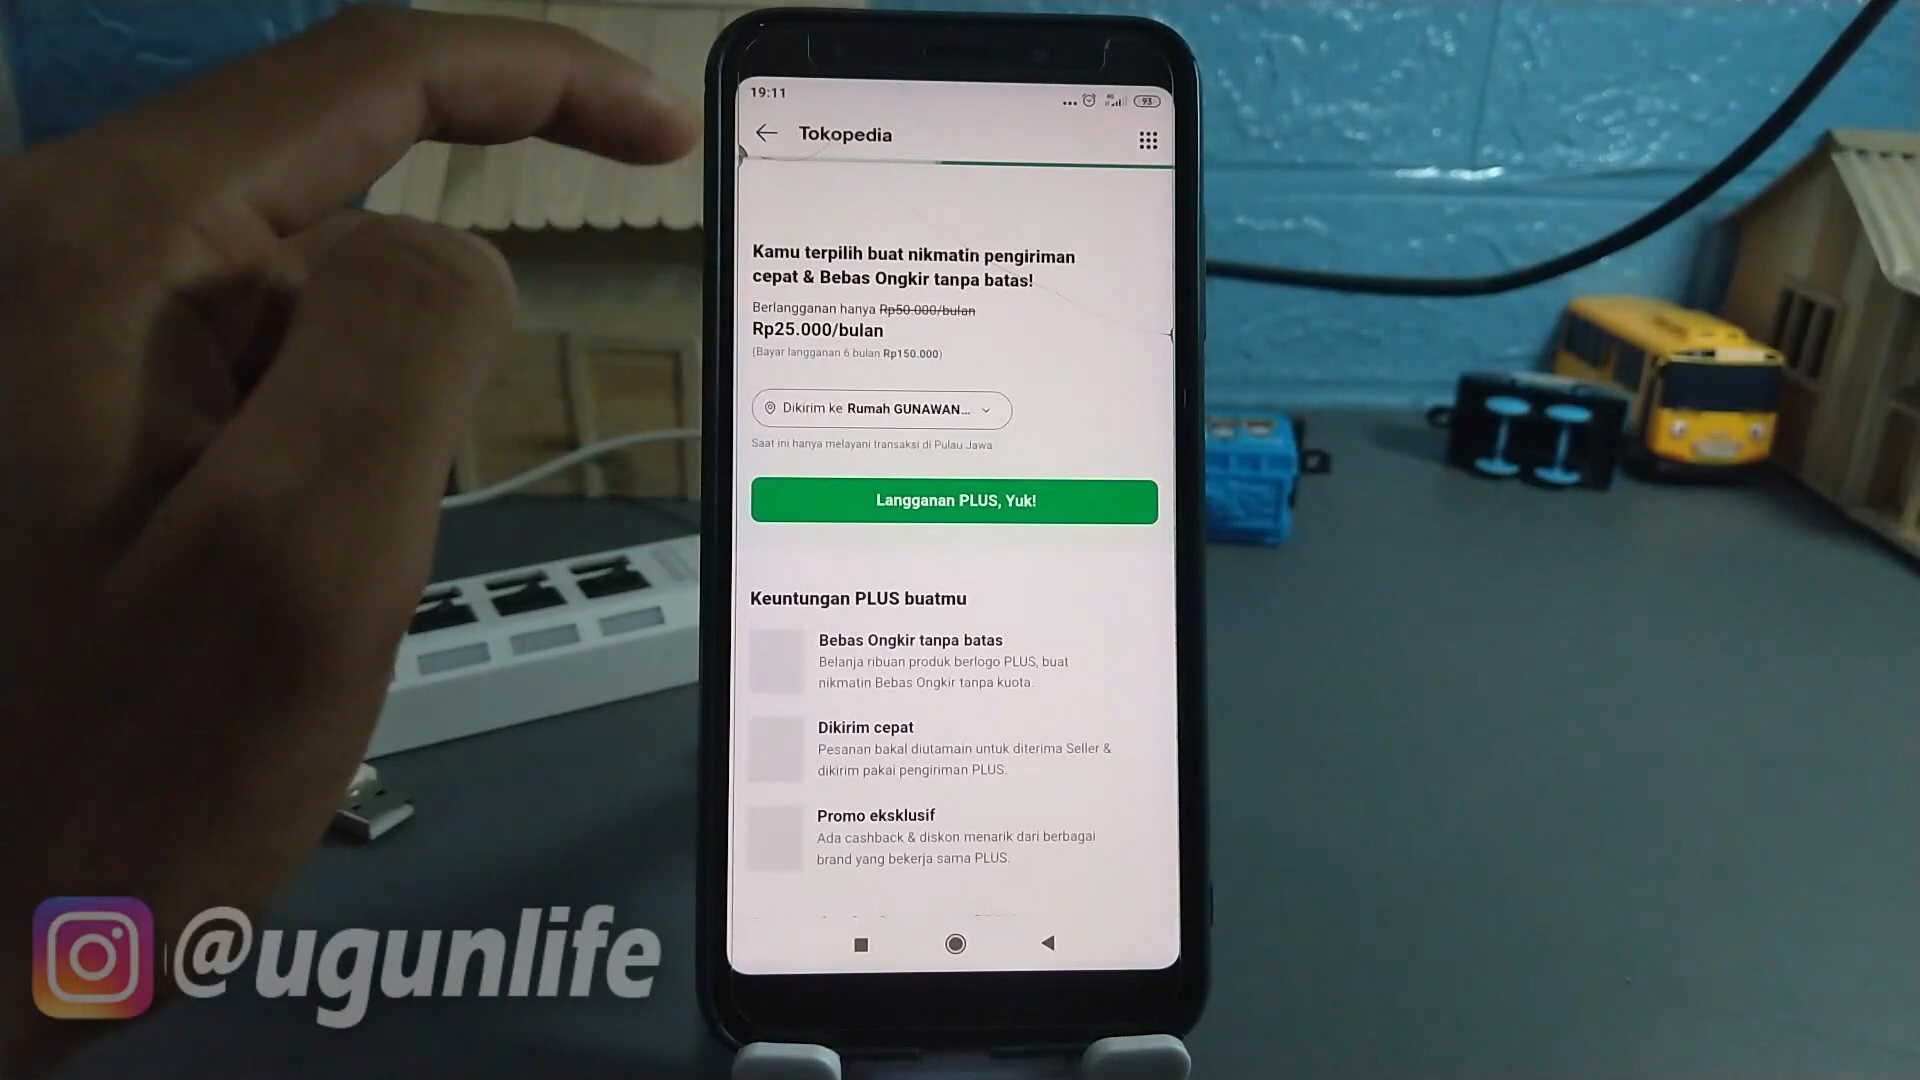 19:11
4G
93
Tokopedia
Kamu terpilih buat nikmatin pengiriman
cepat & Bebas Ongkir tanpa batas!
Berlangganan hanya Rp50.000/bulan
Rp25.000/bulan
(Bayar langganan 6 bulan Rp150.000)
Dikirim ke Rumah GUNAWAN...
Saat ini hanya melayani transaksi di Pulau Jawa
Langganan PLUS, Yuk!
Keuntungan PLUS buatmu
Bebas Ongkir tanpa batas
Belanja ribuan produk berlogo PLUS, buat
nikmatin Bebas Ongkir tanpa kuota.
Dikirim cepat
Pesanan bakal diutamain untuk diterima Seller &
dikirim pakai pengiriman PLUS.
Promo eksklusif
Ada cashback & diskon menarik dari berbagai
brand yang bekerja sama PLUS.
@ugunlife